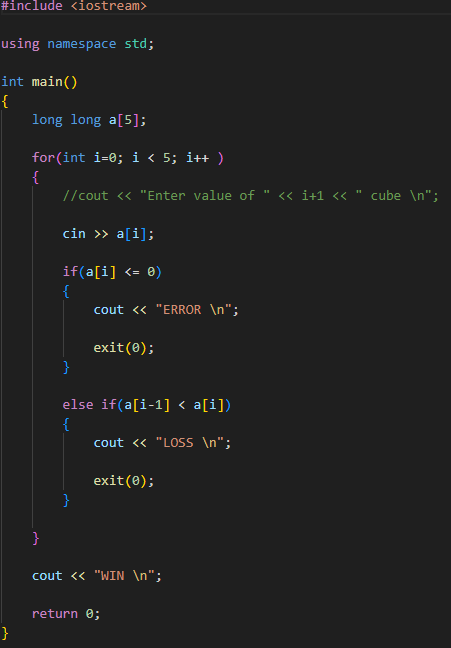 #include <iostream>
using namespace std;
int main()
{
long long a[5];
for(int i=0; i < 5; i++ )
{
//cout << "Enter value of " << i+1 << " cube \n";
cin >> a[i];
if(a[i] <= 0)
{
cout << "ERROR \n";
exit(0);
}
else if(a[i-1] < a[i])
{
cout << "LOSS \n";
exit(0);
}
}
cout << "WIN \n";
return 0;
}